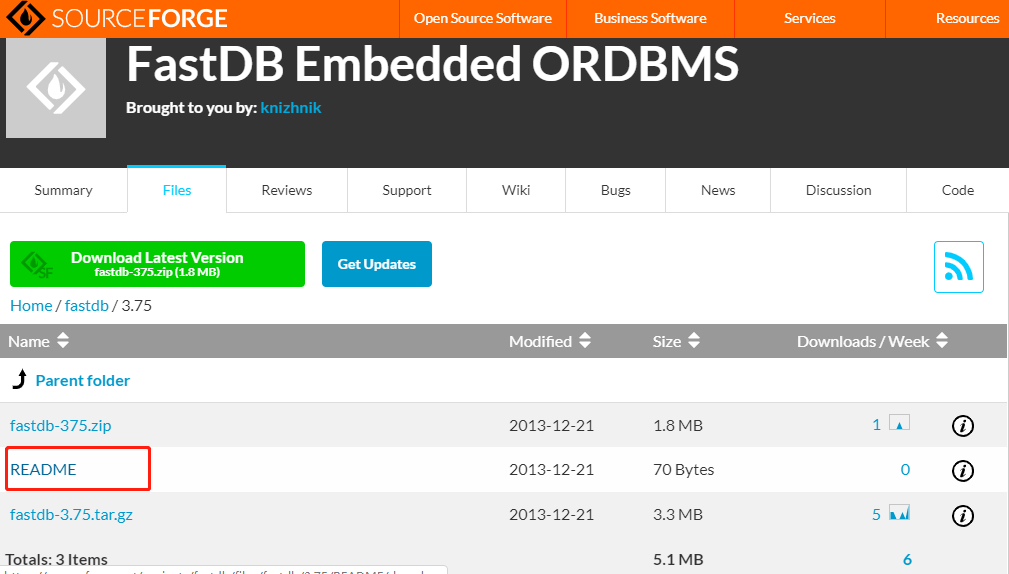 SOURCEFORGE
Open Source Software Business Software Services Resources
FastDB Embedded ORDBMS
Brought to you by: knizhnik
Summary Files Reviews Support Wiki Bugs News Discussion Code
Download Latest Version
SF fastdb-375.zip (1.8 MB)
Get Updates
Home / fastdb / 3.75
Name Modified Size Downloads / Week
Parent folder
fastdb-375.zip 2013-12-21 1.8 MB 1 i
README 2013-12-21 70 Bytes 0 i
fastdb-3.75.tar.gz 2013-12-21 3.3 MB 5 i
Totals: 3 Items 5.1 MB 6